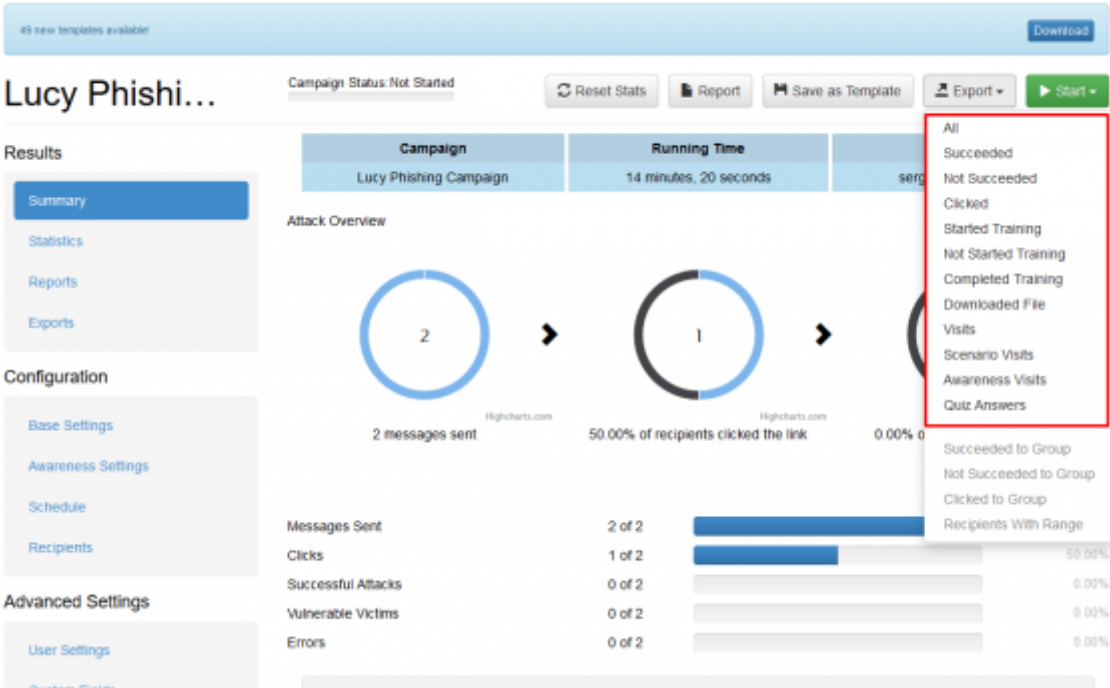 49 new templates available!
Download
Lucy Phishi...
Campaign Status: Not Started
Reset Stats
Report
Save as Template
Export
Start
All
Succeeded
Not Succeeded
Clicked
Started Training
Not Started Training
Completed Training
Downloaded File
Visits
Scenario Visits
Awareness Visits
Quiz Answers
Succeeded to Group
Not Succeeded to Group
Clicked to Group
Recipients With Range
Results
Summary
Statistics
Reports
Exports
Configuration
Base Settings
Awareness Settings
Schedule
Recipients
Advanced Settings
User Settings
Custom Fields
Campaign Running Time
Lucy Phishing Campaign 14 minutes, 20 seconds serg
Attack Overview
2
1
Highcharts.com
Highcharts.com
2 messages sent
50.00% of recipients clicked the link
0.00% o
Messages Sent 2 of 2
Clicks 1 of 2 50.00%
Successful Attacks 0 of 2 0.00%
Vulnerable Victims 0 of 2 0.00%
Errors 0 of 2 0.00%